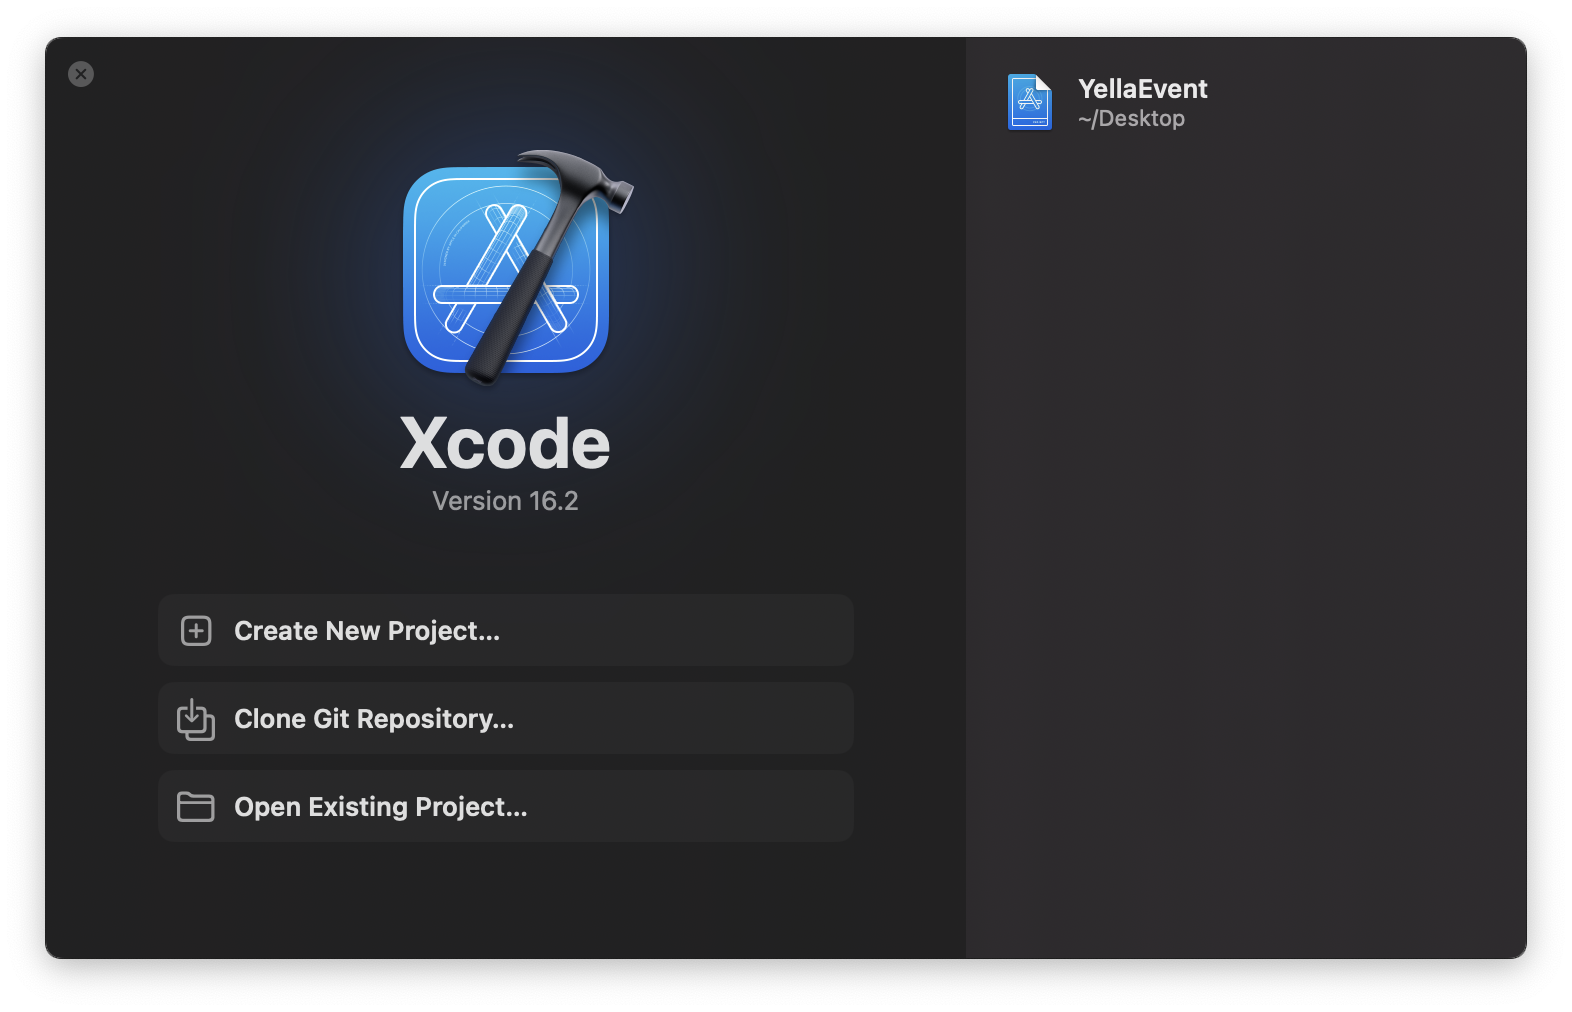 Xcode
Version 16.2
Create New Project...
Clone Git Repository...
Open Existing Project...
YellaEvent
~/Desktop